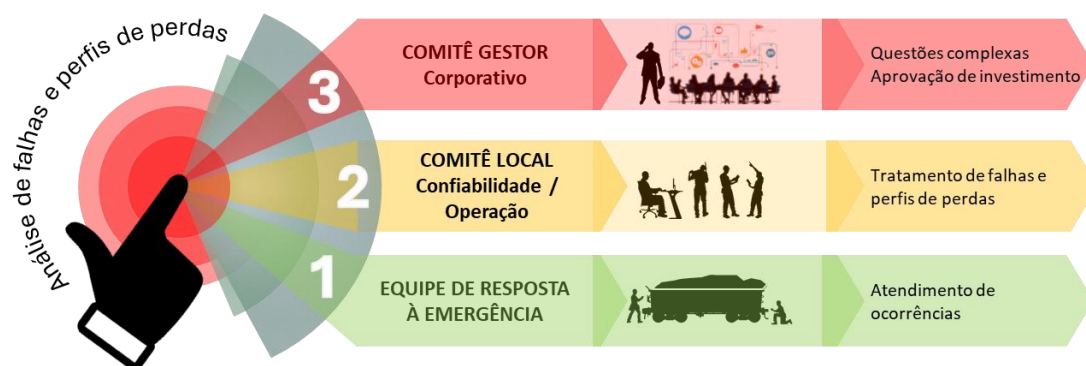 Análise de falhas e perfis de perdas
3
COMITÊ GESTOR
Corporativo
Questões complexas
Aprovação de investimento
2
COMITÊ LOCAL
Confiabilidade /
Operação
Tratamento de falhas e
perfis de perdas
1
EQUIPE DE RESPOSTA
À EMERGÊNCIA
Atendimento de
ocorrências